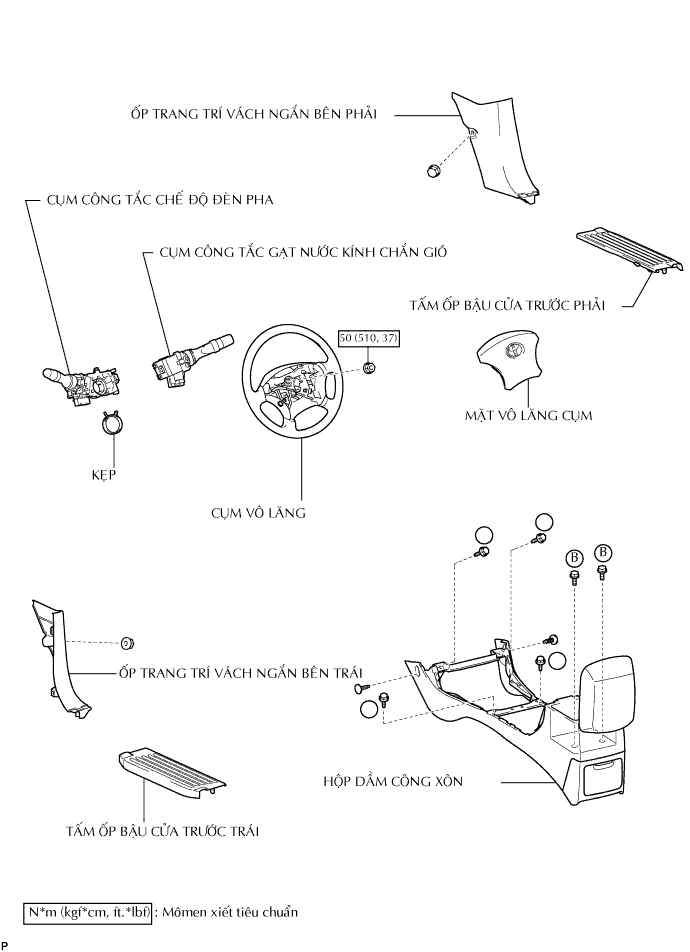 ỐP TRANG TRÍ VÁCH NGẮN BÊN PHẢI
CỤM CÔNG TẮC CHẾ ĐỘ ĐÈN PHA
CỤM CÔNG TẮC GẠT NƯỚC KÍNH CHẮN GIÓ
TẤM ỐP BẬU CỬA TRƯỚC PHẢI
50 (510, 37)
MẶT VÔ LĂNG CỤM
KẸP
CỤM VÔ LĂNG
B
B
ỐP TRANG TRÍ VÁCH NGẮN BÊN TRÁI
HỘP DẦM CÔNG XÔN
TẤM ỐP BẬU CỬA TRƯỚC TRÁI
N*m (kgf*cm, ft.*lbf) : Mômen xiết tiêu chuẩn
P